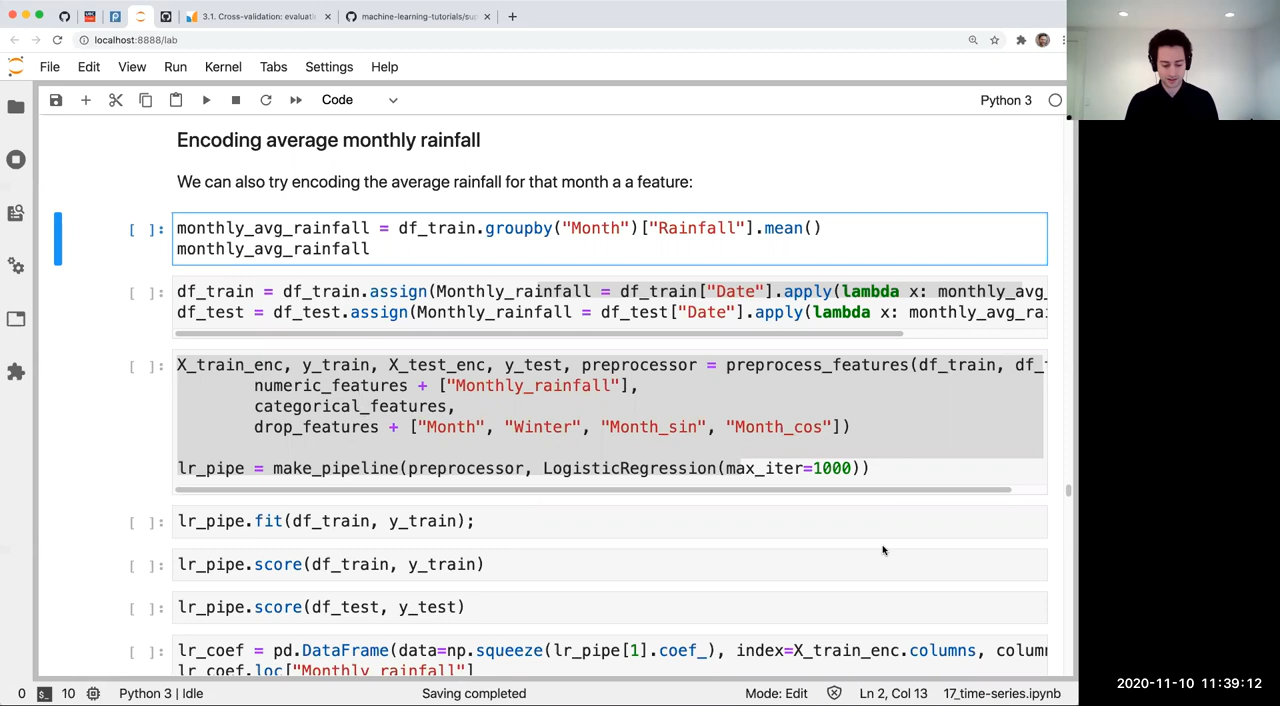 3.1. Cross-validation: evaluati
machine-learning-tutorials/su
localhost:8888/lab
File Edit View Run Kernel Tabs Settings Help
Code
Python 3
Encoding average monthly rainfall
We can also try encoding the average rainfall for that month a a feature:
[ ]: monthly_avg_rainfall = df_train.groupby("Month")["Rainfall"].mean()
monthly_avg_rainfall
[ ]: df_train = df_train.assign(Monthly_rainfall = df_train["Date"].apply(lambda x: monthly_avg_
df_test = df_test.assign(Monthly_rainfall = df_test["Date"].apply(lambda x: monthly_avg_rai
[ ]: X_train_enc, y_train, X_test_enc, y_test, preprocessor = preprocess_features(df_train, df_t
numeric_features + ["Monthly_rainfall"],
categorical_features,
drop_features + ["Month", "Winter", "Month_sin", "Month_cos"])
lr_pipe = make_pipeline(preprocessor, LogisticRegression(max_iter=1000))
[ ]: lr_pipe.fit(df_train, y_train);
[ ]: lr_pipe.score(df_train, y_train)
[ ]: lr_pipe.score(df_test, y_test)
[ ]: lr_coef = pd.DataFrame(data=np.squeeze(lr_pipe[1].coef_), index=X_train_enc.columns, column
lr_coef.loc["Monthly_rainfall"]
0 10 Python 3 | Idle Saving completed Mode: Edit Ln 2, Col 13 17_time-series.ipynb
2020-11-10 11:39:12